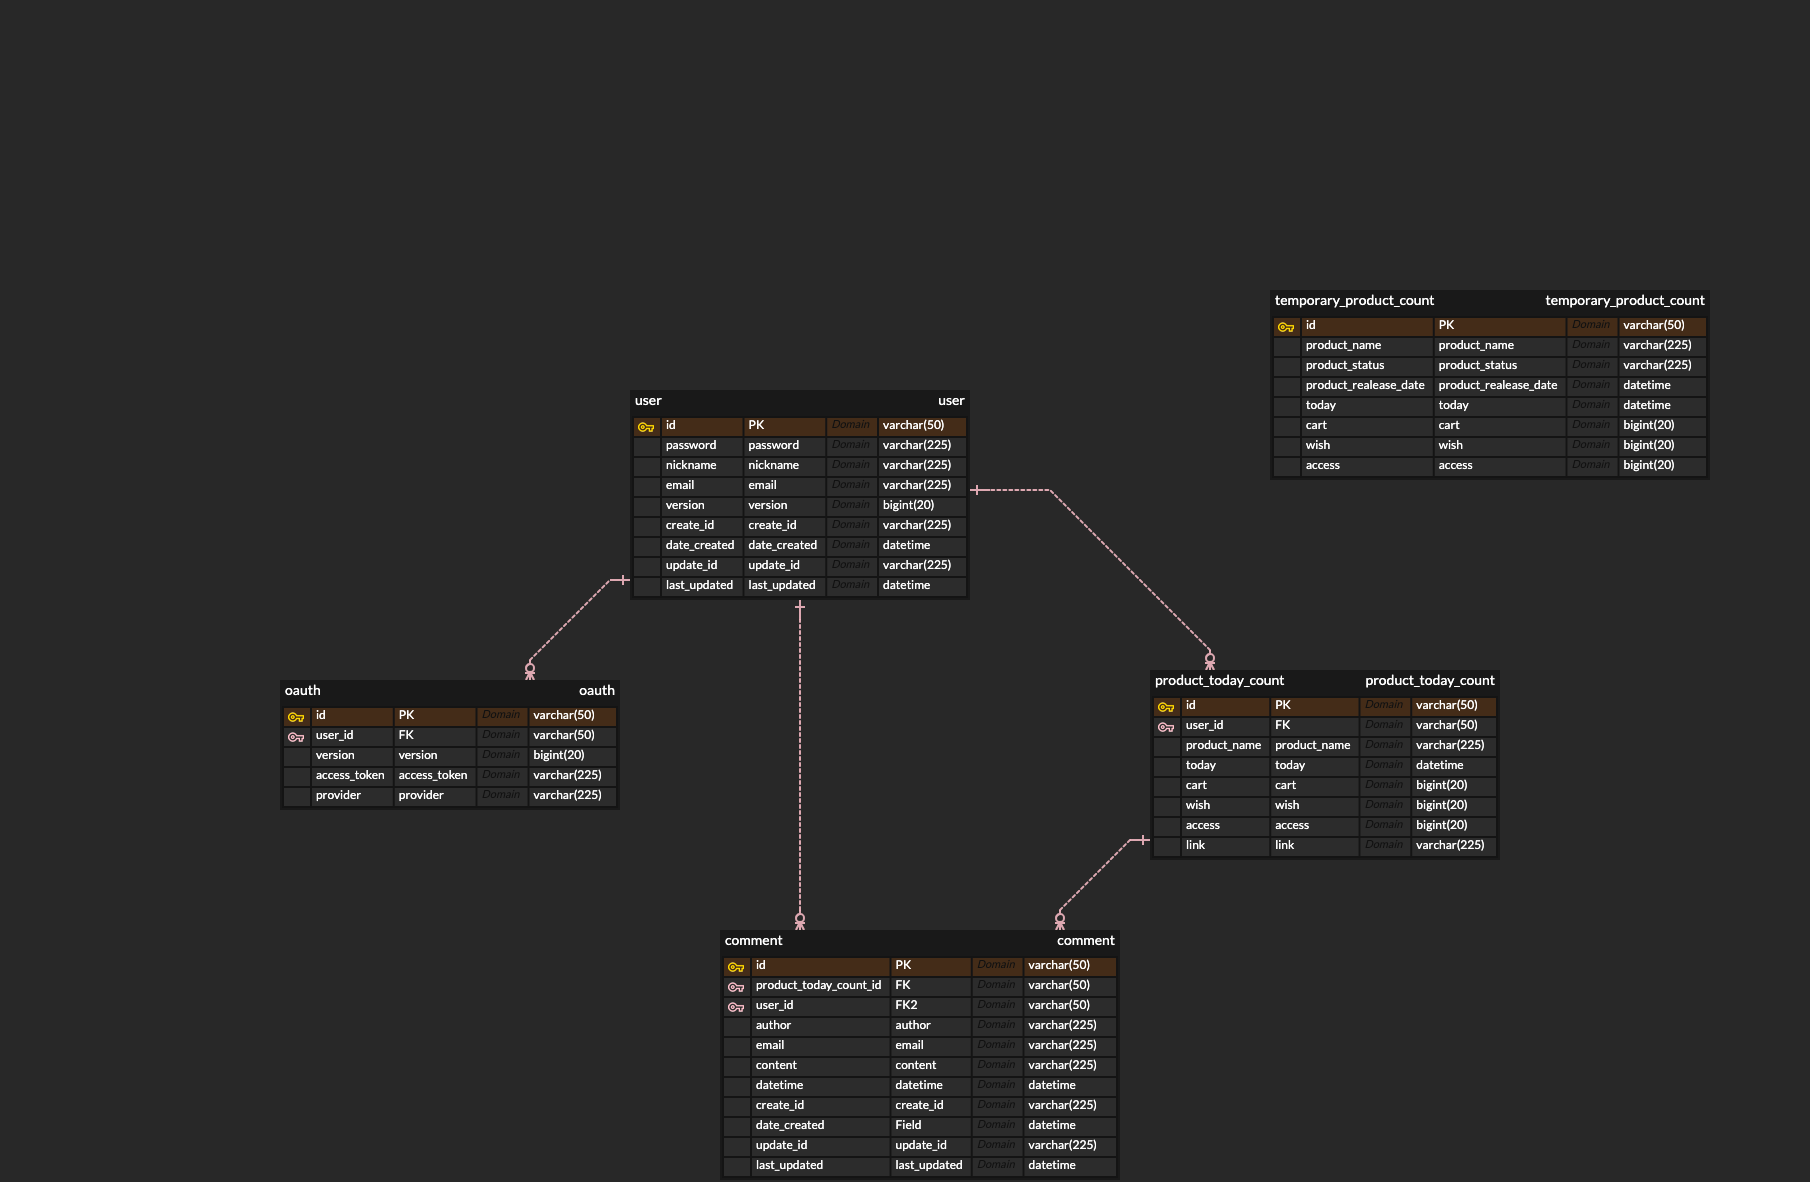 temporary_product_count temporary_product_count
id PK Domain varchar(50)
product_name product_name Domain varchar(225)
product_status product_status Domain varchar(225)
product_realease_date product_realease_date Domain datetime
today today Domain datetime
cart cart Domain bigint(20)
wish wish Domain bigint(20)
access access Domain bigint(20)
user user
id PK Domain varchar(50)
password password Domain varchar(225)
nickname nickname Domain varchar(225)
email email Domain varchar(225)
version version Domain bigint(20)
create_id create_id Domain varchar(225)
date_created date_created Domain datetime
update_id update_id Domain varchar(225)
last_updated last_updated Domain datetime
oauth oauth
id PK Domain varchar(50)
user_id FK Domain varchar(50)
version version Domain bigint(20)
access_token access_token Domain varchar(225)
provider provider Domain varchar(225)
product_today_count product_today_count
id PK Domain varchar(50)
user_id FK Domain varchar(50)
product_name product_name Domain varchar(225)
today today Domain datetime
cart cart Domain bigint(20)
wish wish Domain bigint(20)
access access Domain bigint(20)
link link Domain varchar(225)
comment comment
id PK Domain varchar(50)
product_today_count_id FK Domain varchar(50)
user_id FK2 Domain varchar(50)
author author Domain varchar(225)
email email Domain varchar(225)
content content Domain varchar(225)
datetime datetime Domain datetime
create_id create_id Domain varchar(225)
date_created Field Domain datetime
update_id update_id Domain varchar(225)
last_updated last_updated Domain datetime